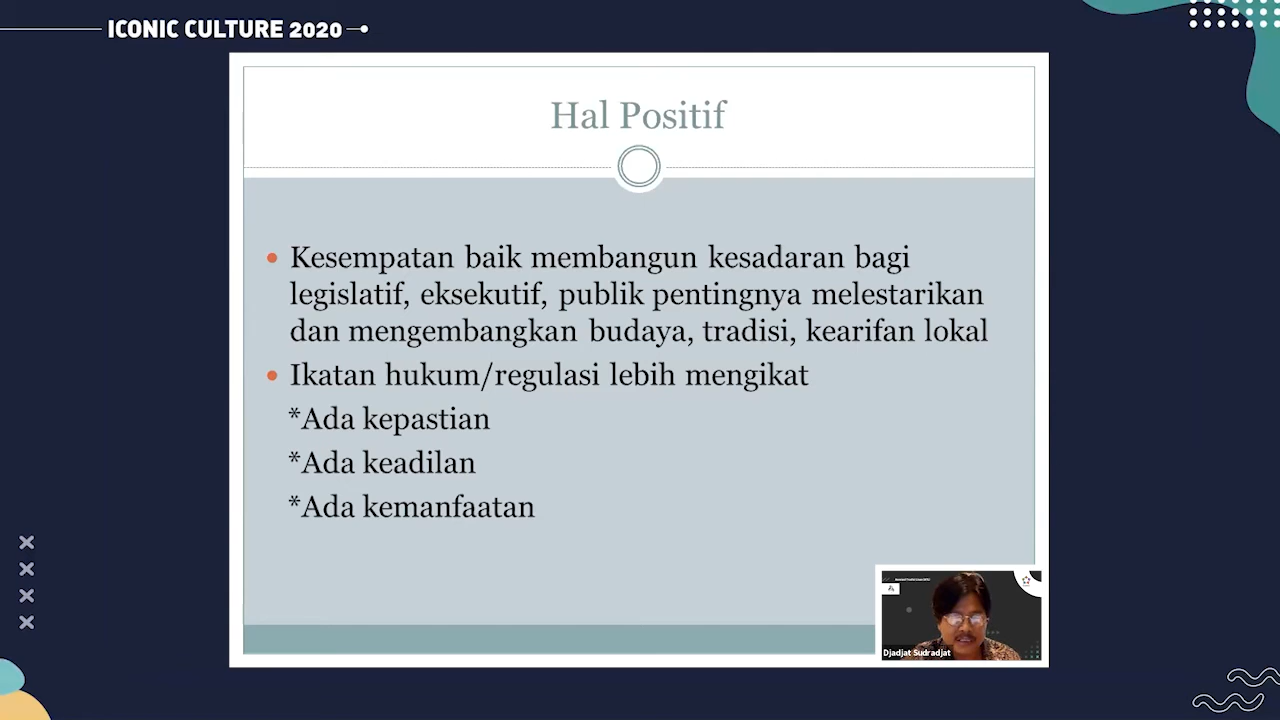 ICONIC CULTURE 2020
Hal Positif
Kesempatan baik membangun kesadaran bagi
legislatif, eksekutif, publik pentingnya melestarikan
dan mengembangkan budaya, tradisi, kearifan lokal
Ikatan hukum/regulasi lebih mengikat
*Ada kepastian
*Ada keadilan
*Ada kemanfaatan
Djadjat Sudradjat